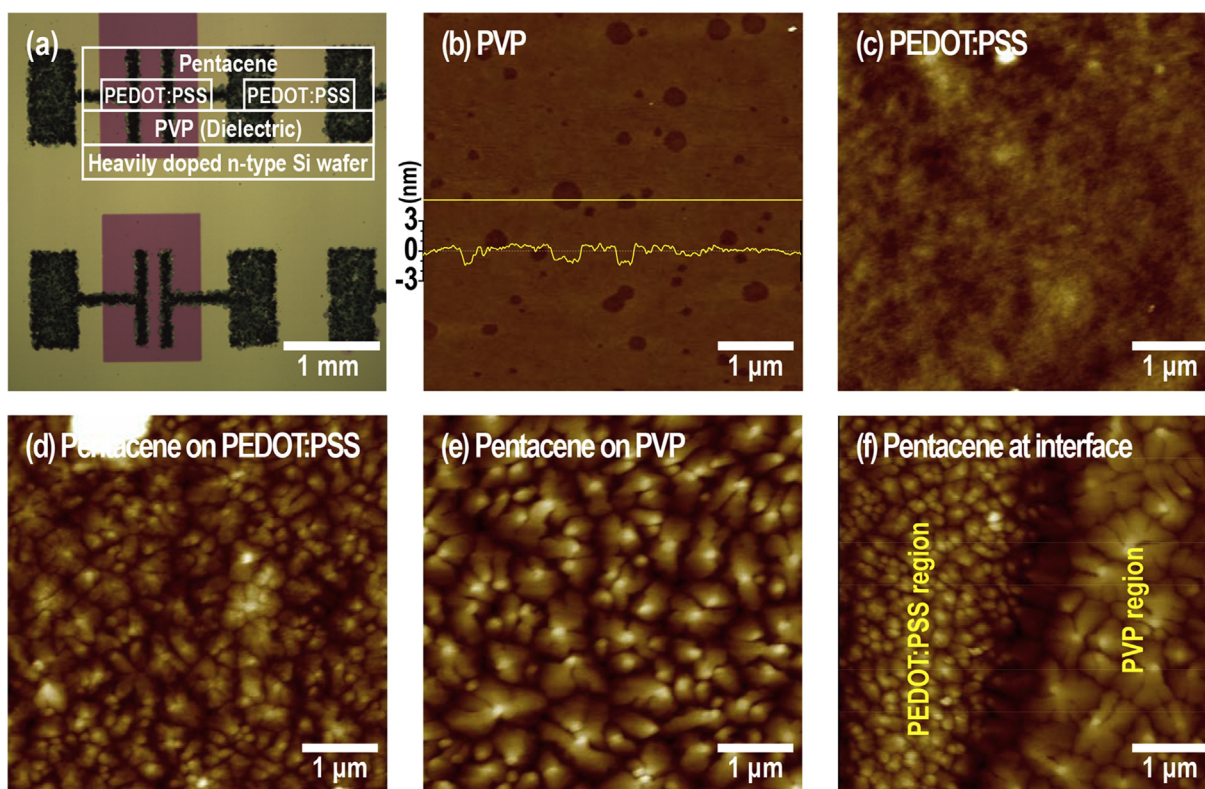 (a)
Pentacene
PEDOT:PSS PEDOT:PSS
PVP (Dielectric)
Heavily doped n-type Si wafer
1 mm
(b) PVP
(nm)
3
0
-3
1 μm
(c) PEDOT:PSS
1 μm
(d) Pentacene on PEDOT:PSS
1 μm
(e) Pentacene on PVP
1 μm
(f) Pentacene at interface
PEDOT:PSS region
PVP region
1 μm